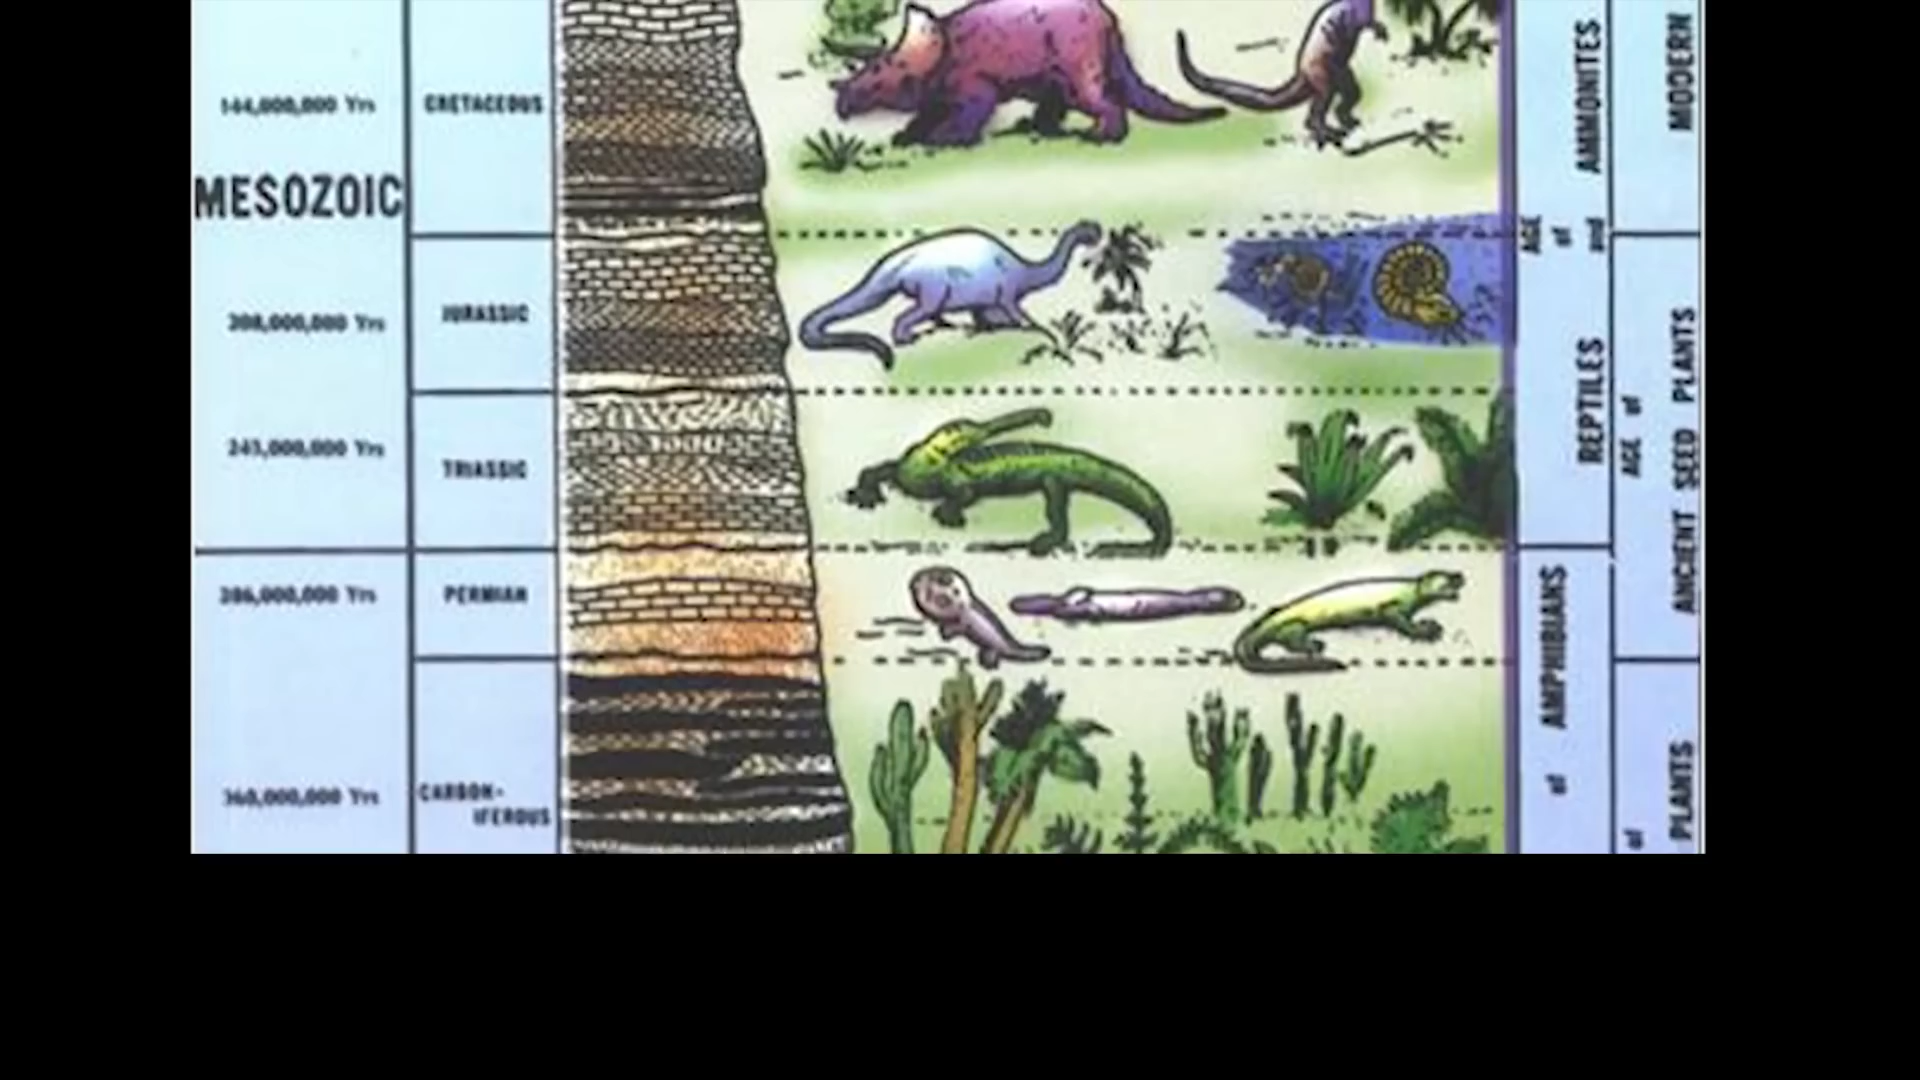 144,000,000 Yrs
CRETACEOUS
MESOZOIC
208,000,000 Yrs
JURASSIC
245,000,000 Yrs
TRIASSIC
286,000,000 Yrs
PERMIAN
360,000,000 Yrs
CARBON-
IFEROUS
AGE of REPTILES and AMMONITES
of AMPHIBIANS
MODERN
AGE of
ANCIENT SEED PLANTS
of
PLANTS